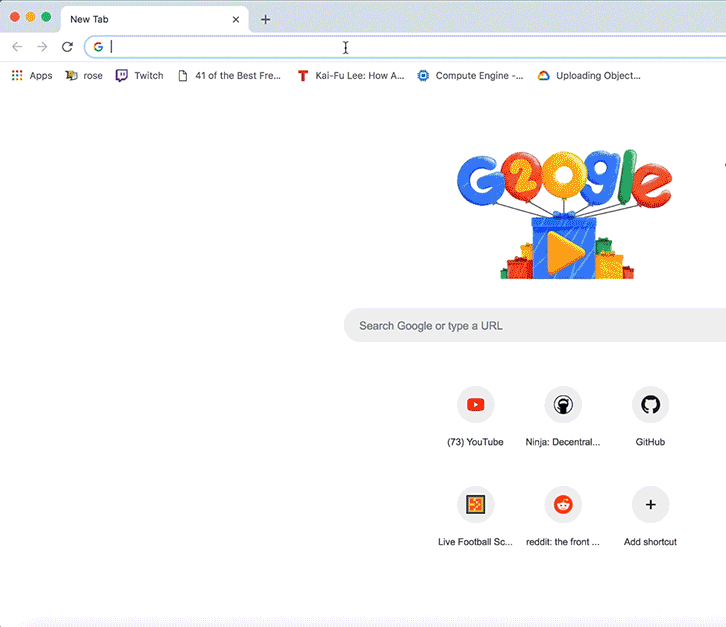 New Tab
Apps rose Twitch 41 of the Best Fre... Kai-Fu Lee: How A... Compute Engine -... Uploading Object...
G20gle
Search Google or type a URL
(73) YouTube Ninja: Decentral... GitHub
Live Football Sc... reddit: the front ... Add shortcut